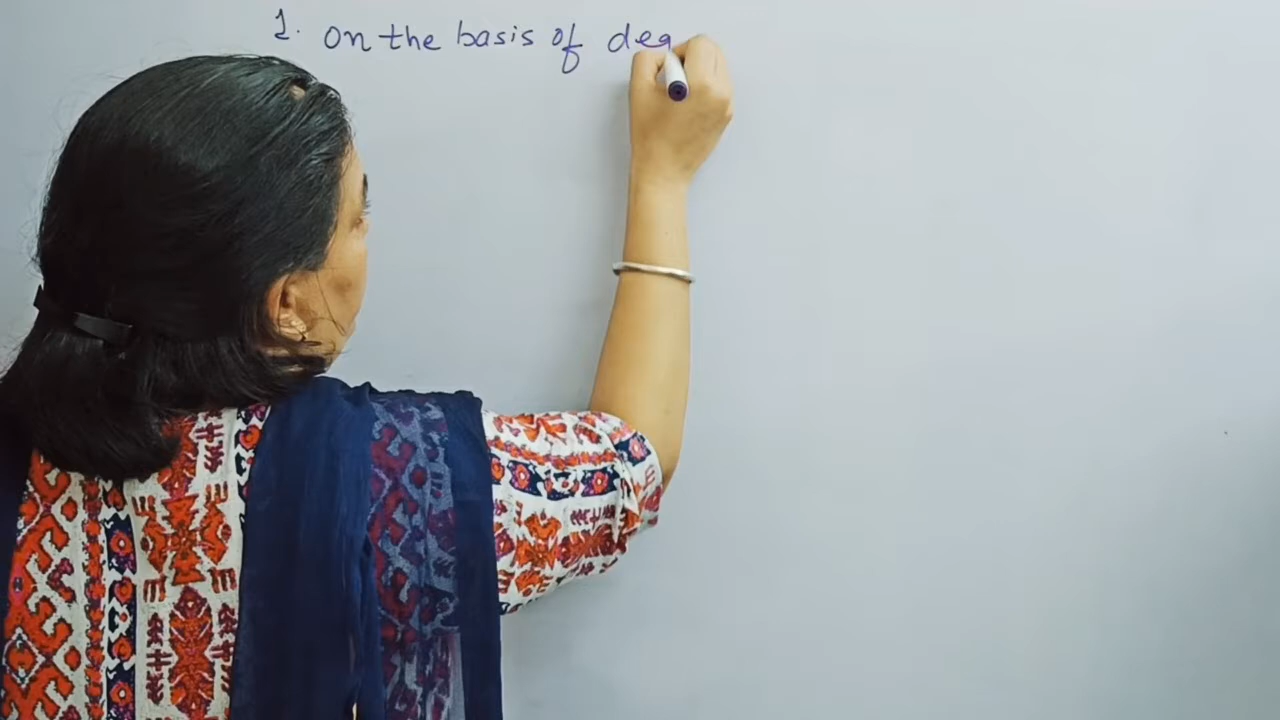 1. On the basis of deg